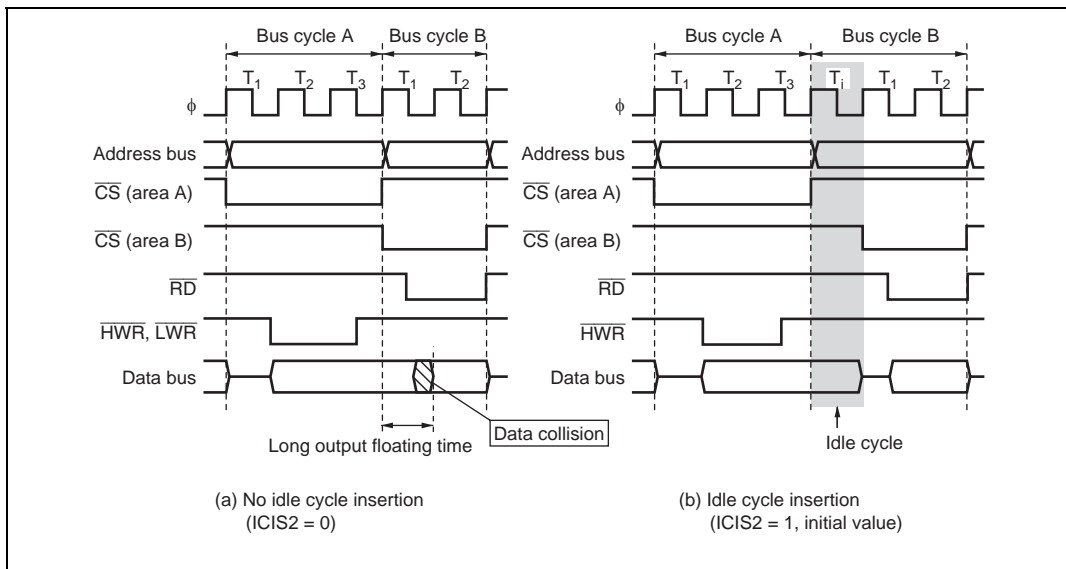 Bus cycle A Bus cycle B
T1 T2 T3 T1 T2
ϕ
Address bus
CS (area A)
CS (area B)
RD
HWR, LWR
Data bus
Long output floating time
Data collision
(a) No idle cycle insertion
(ICIS2 = 0)
Bus cycle A Bus cycle B
T1 T2 T3 Ti T1 T2
ϕ
Address bus
CS (area A)
CS (area B)
RD
HWR
Data bus
Idle cycle
(b) Idle cycle insertion
(ICIS2 = 1, initial value)